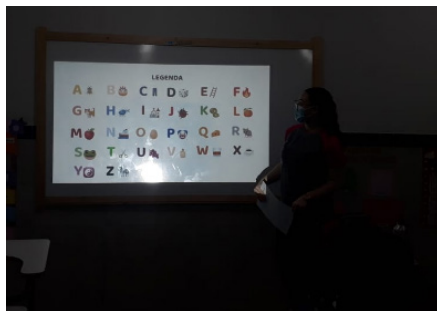 LEGENDA
A B C D E F
G H I J K L
M N O P Q R
S T U V W X
Y Z